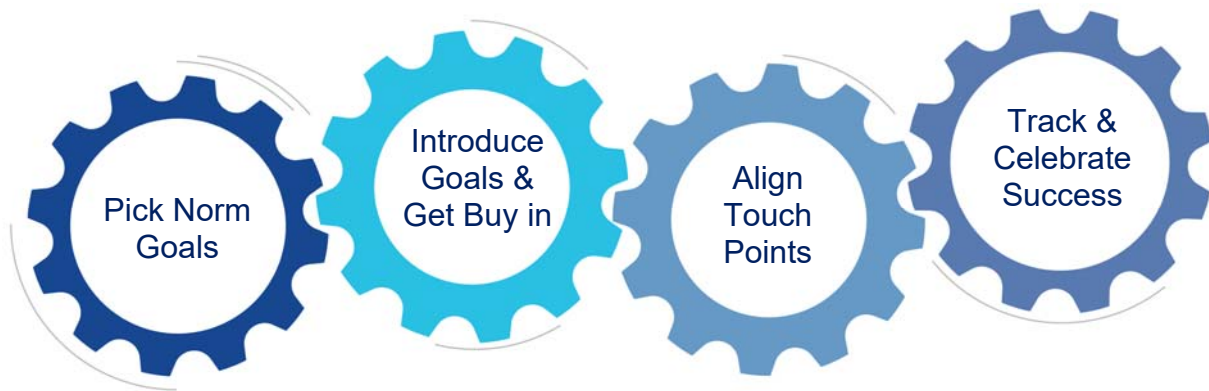 Pick Norm
Goals
Introduce
Goals &
Get Buy in
Align
Touch
Points
Track &
Celebrate
Success